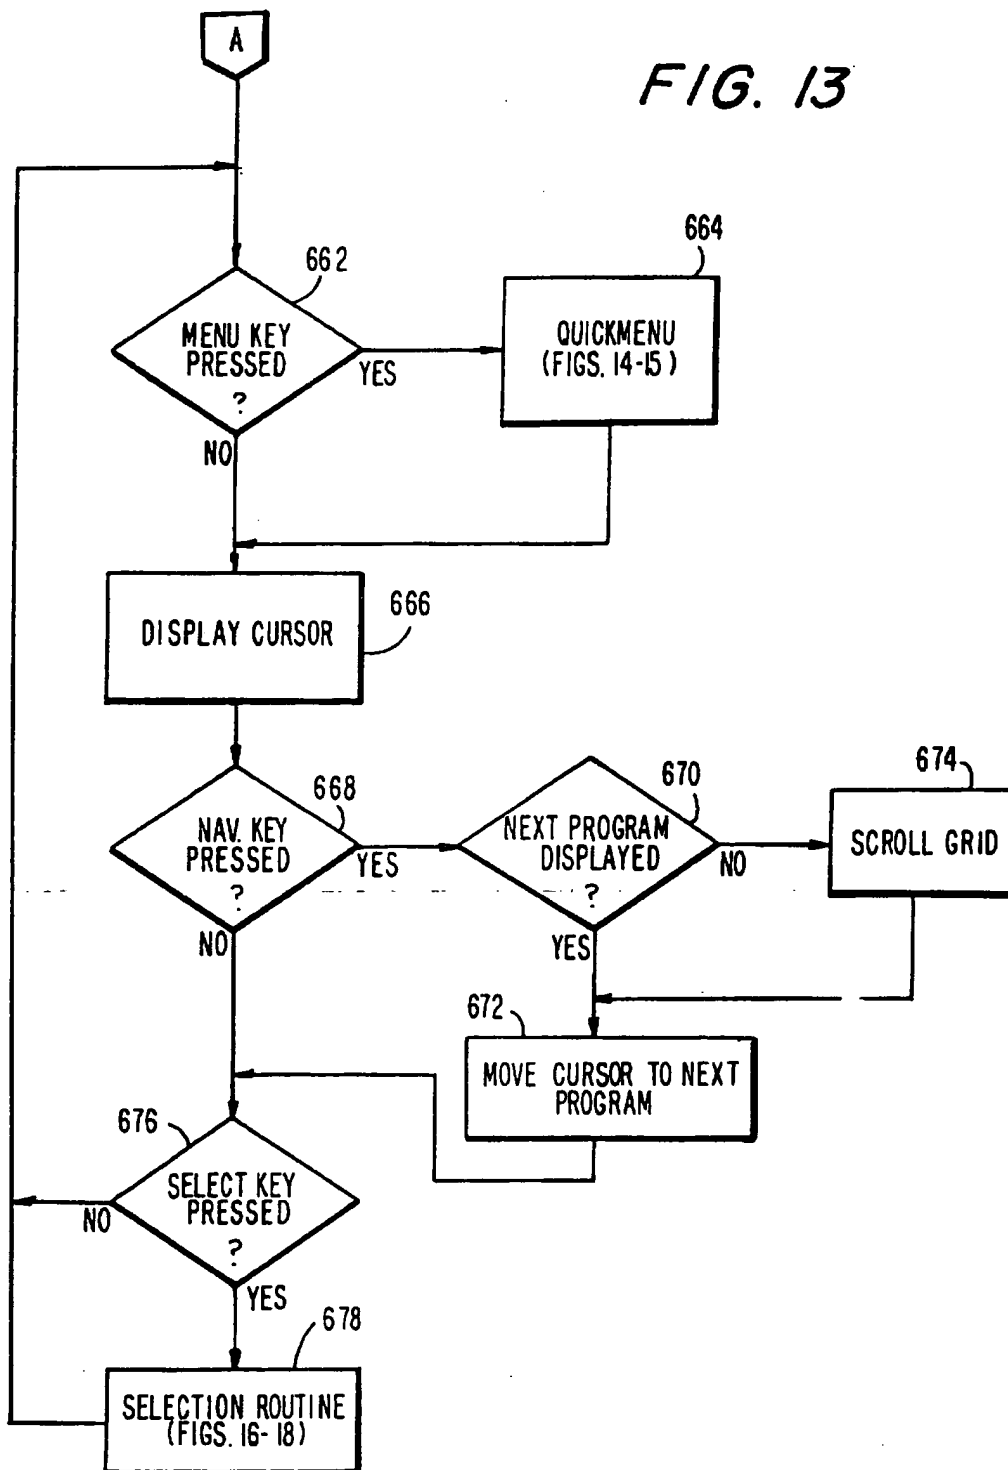 A
FIG. 13
662
664
MENU KEY
PRESSED
?
YES
NO
QUICKMENU
(FIGS. 14-15)
666
DISPLAY CURSOR
668
670
674
NAV. KEY
PRESSED
?
YES
NO
NEXT PROGRAM
DISPLAYED
?
NO
YES
SCROLL GRID
672
MOVE CURSOR TO NEXT
PROGRAM
676
SELECT KEY
PRESSED
?
NO
YES
678
SELECTION ROUTINE
(FIGS. 16-18)